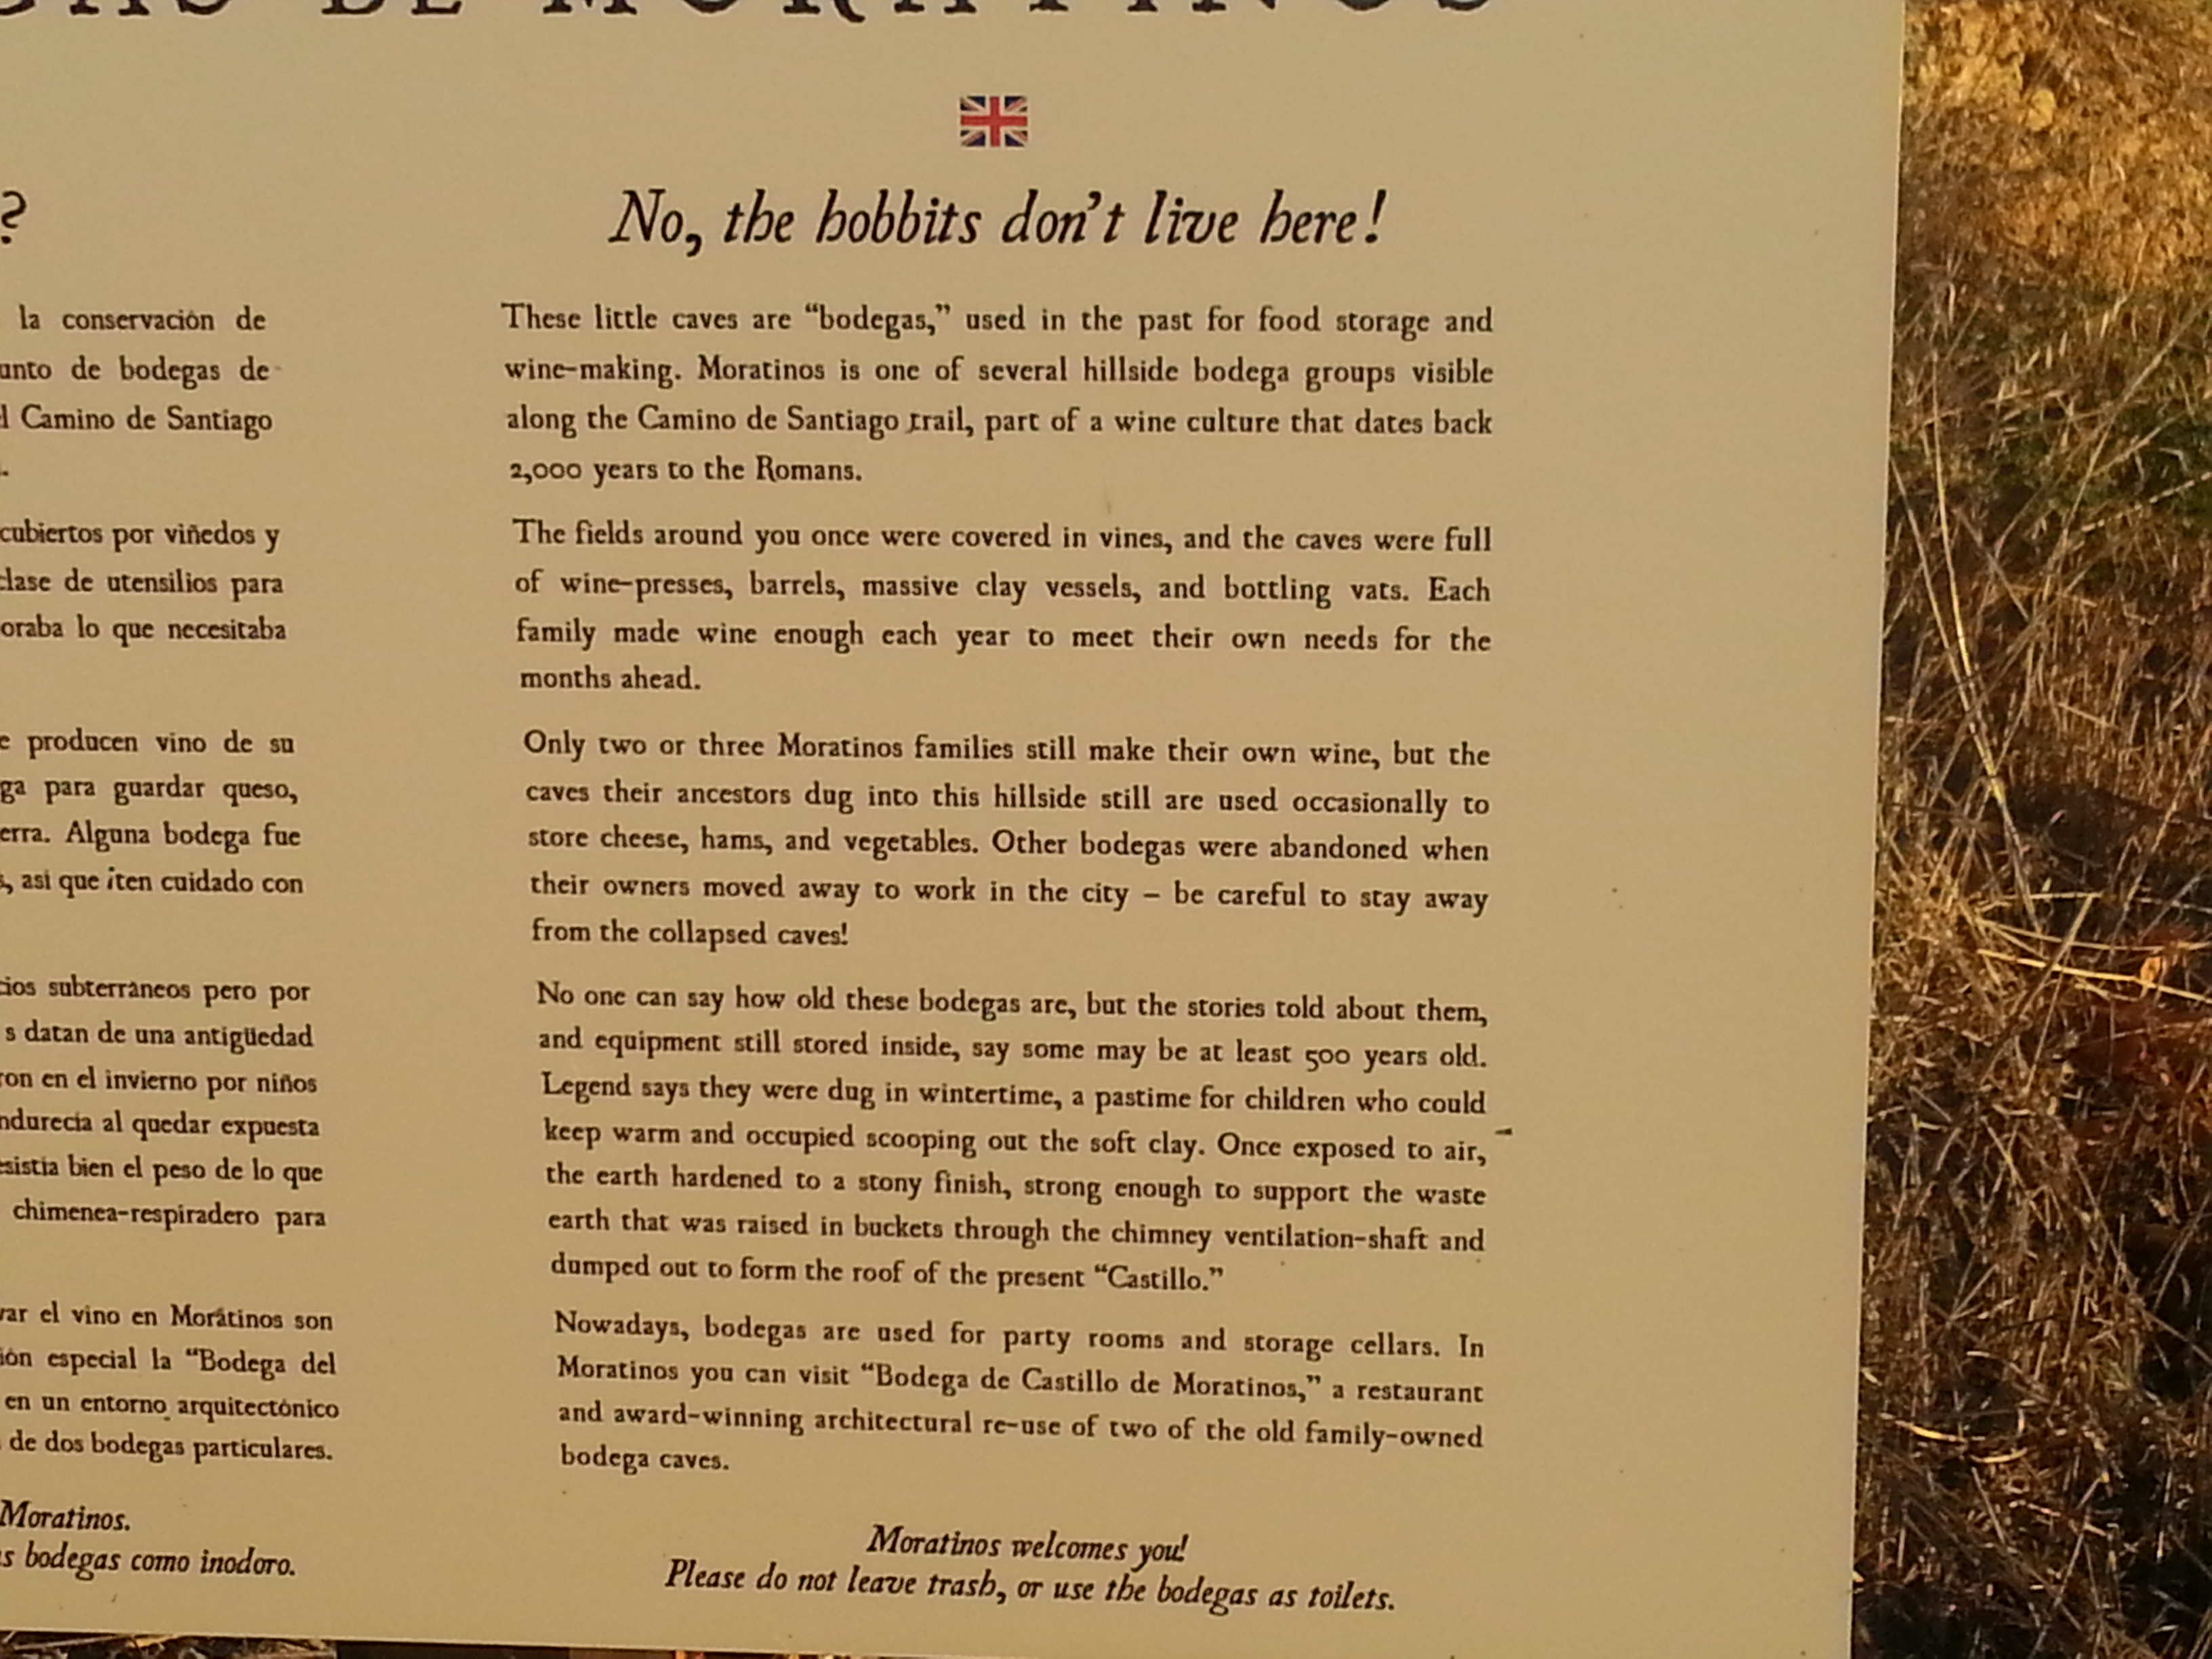 DE MORATINOS
?
la conservación de
de bodegas de
Camino de Santiago
cubiertos por viñedos y
clase de utensilios para
lo que necesitaba
producen vino de su
para guardar queso,
Alguna bodega fue
así que ¡ten cuidado con
subterráneos pero por
s datan de una antigüedad
en el invierno por niños
al quedar expuesta
bien el peso de lo que
chimenea-respiradero para
el vino en Moratinos son
especial la “Bodega del
en un entorno arquitectónico
de dos bodegas particulares.
Moratinos.
bodegas como inodoro.
No, the hobbits don't live here!
These little caves are “bodegas,” used in the past for food storage and
wine-making. Moratinos is one of several hillside bodega groups visible
along the Camino de Santiago trail, part of a wine culture that dates back
2,000 years to the Romans.
The fields around you once were covered in vines, and the caves were full
of wine-presses, barrels, massive clay vessels, and bottling vats. Each
family made wine enough each year to meet their own needs for the
months ahead.
Only two or three Moratinos families still make their own wine, but the
caves their ancestors dug into this hillside still are used occasionally to
store cheese, hams, and vegetables. Other bodegas were abandoned when
their owners moved away to work in the city – be careful to stay away
from the collapsed caves!
No one can say how old these bodegas are, but the stories told about them,
and equipment still stored inside, say some may be at least 500 years old.
Legend says they were dug in wintertime, a pastime for children who could
keep warm and occupied scooping out the soft clay. Once exposed to air,
the earth hardened to a stony finish, strong enough to support the waste
earth that was raised in buckets through the chimney ventilation-shaft and
dumped out to form the roof of the present “Castillo.”
Nowadays, bodegas are used for party rooms and storage cellars. In
Moratinos you can visit “Bodega de Castillo de Moratinos,” a restaurant
and award-winning architectural re-use of two of the old family-owned
bodega caves.
Moratinos welcomes you!
Please do not leave trash, or use the bodegas as toilets.